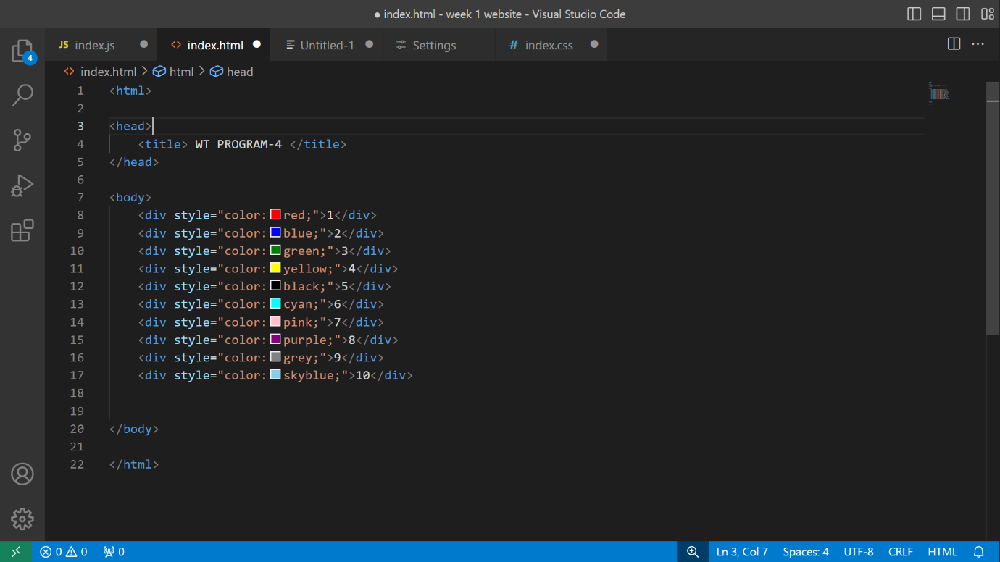 ● index.html - week 1 website - Visual Studio Code
JS index.js ● <> index.html ● Untitled-1 ● Settings # index.css ●
4
<> index.html > html > head
1 <html>
2
3 <head>
4     <title> WT PROGRAM-4 </title>
5 </head>
6
7 <body>
8     <div style="color:red;">1</div>
9     <div style="color:blue;">2</div>
10     <div style="color:green;">3</div>
11     <div style="color:yellow;">4</div>
12     <div style="color:black;">5</div>
13     <div style="color:cyan;">6</div>
14     <div style="color:pink;">7</div>
15     <div style="color:purple;">8</div>
16     <div style="color:grey;">9</div>
17     <div style="color:skyblue;">10</div>
18
19
20 </body>
21
22 </html>
0 0 0 Ln 3, Col 7 Spaces: 4 UTF-8 CRLF HTML